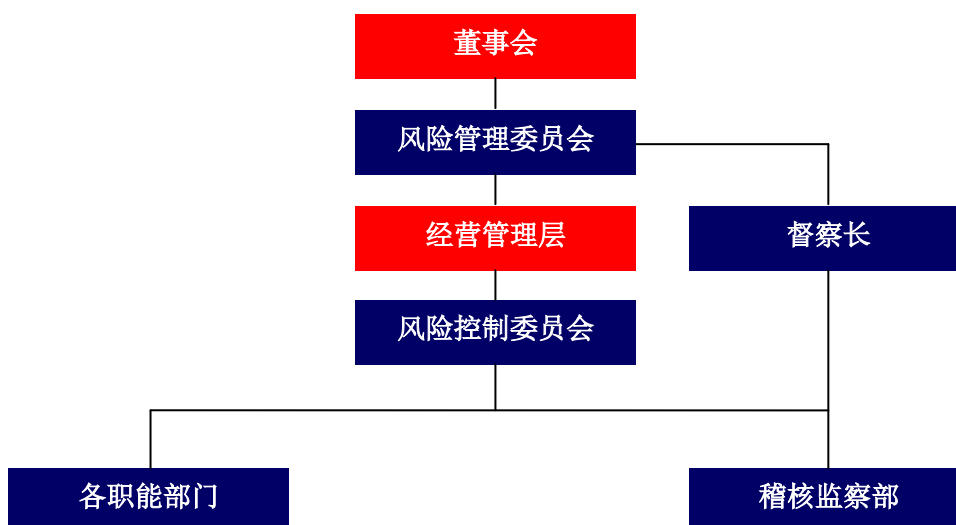 董事会
风险管理委员会
经营管理层
督察长
风险控制委员会
各职能部门
稽核监察部